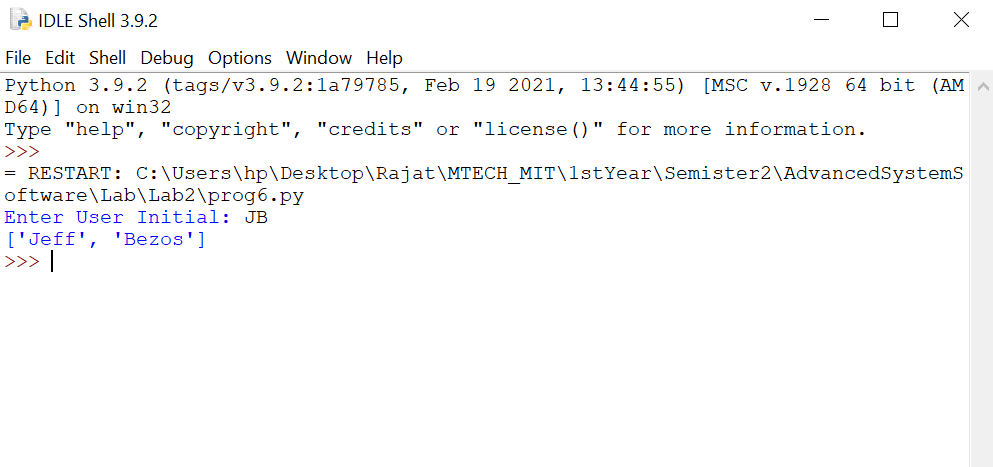 IDLE Shell 3.9.2
File Edit Shell Debug Options Window Help
Python 3.9.2 (tags/v3.9.2:1a79785, Feb 19 2021, 13:44:55) [MSC v.1928 64 bit (AM
D64)] on win32
Type "help", "copyright", "credits" or "license()" for more information.
>>>
= RESTART: C:\Users\hp\Desktop\Rajat\MTECH_MIT\1stYear\Semister2\AdvancedSystemS
oftware\Lab\Lab2\prog6.py
Enter User Initial: JB
['Jeff', 'Bezos']
>>>